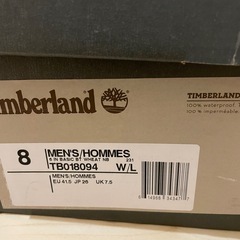 Timberland
TIMBERLAND
100% waterproof
100% imperméable
8 MEN'S/HOMMES
6 IN BASIC BT WHEAT NB 231
TB018094 W/L
MEN'S/HOMMES
EU 41.5 JP 26 UK 7.5